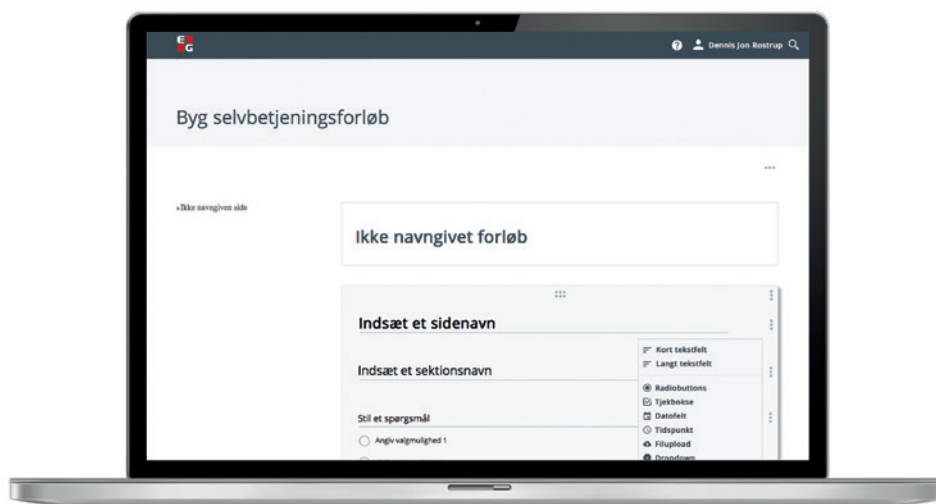 EG
? Dennis Jon Rostrup
Byg selvbetjeningsforløb
...
»Ikke navngiven side
Ikke navngivet forløb
Indsæt et sidenavn
Kort tekstfelt
Langt tekstfelt
Indsæt et sektionsnavn
Radiobuttons
Tjekbokse
Datofelt
Stil et spørgsmål
Tidspunkt
Angiv valgmulighed 1
Filupload
Dropdown